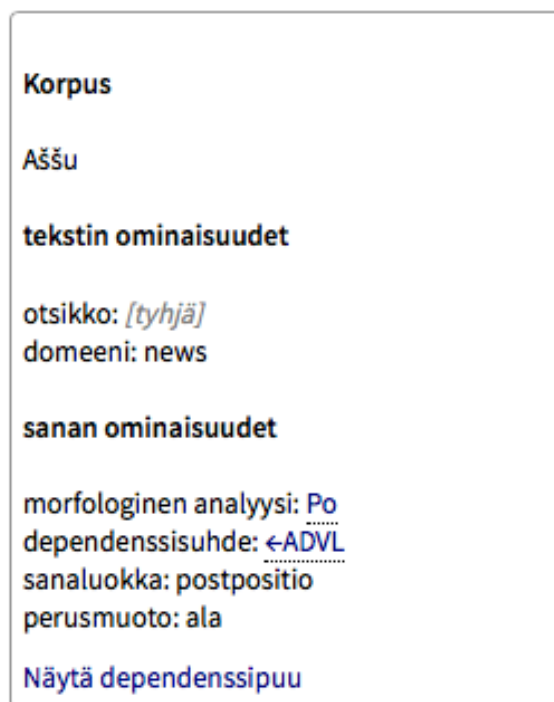 Korpus
Aššu
tekstin ominaisuudet
otsikko: [tyhjä]
domeeni: news
sanan ominaisuudet
morfologinen analyysi: Po
dependenssisuhde: ←ADVL
sanaluokka: postpositio
perusmuoto: ala
Näytä dependenssipuu